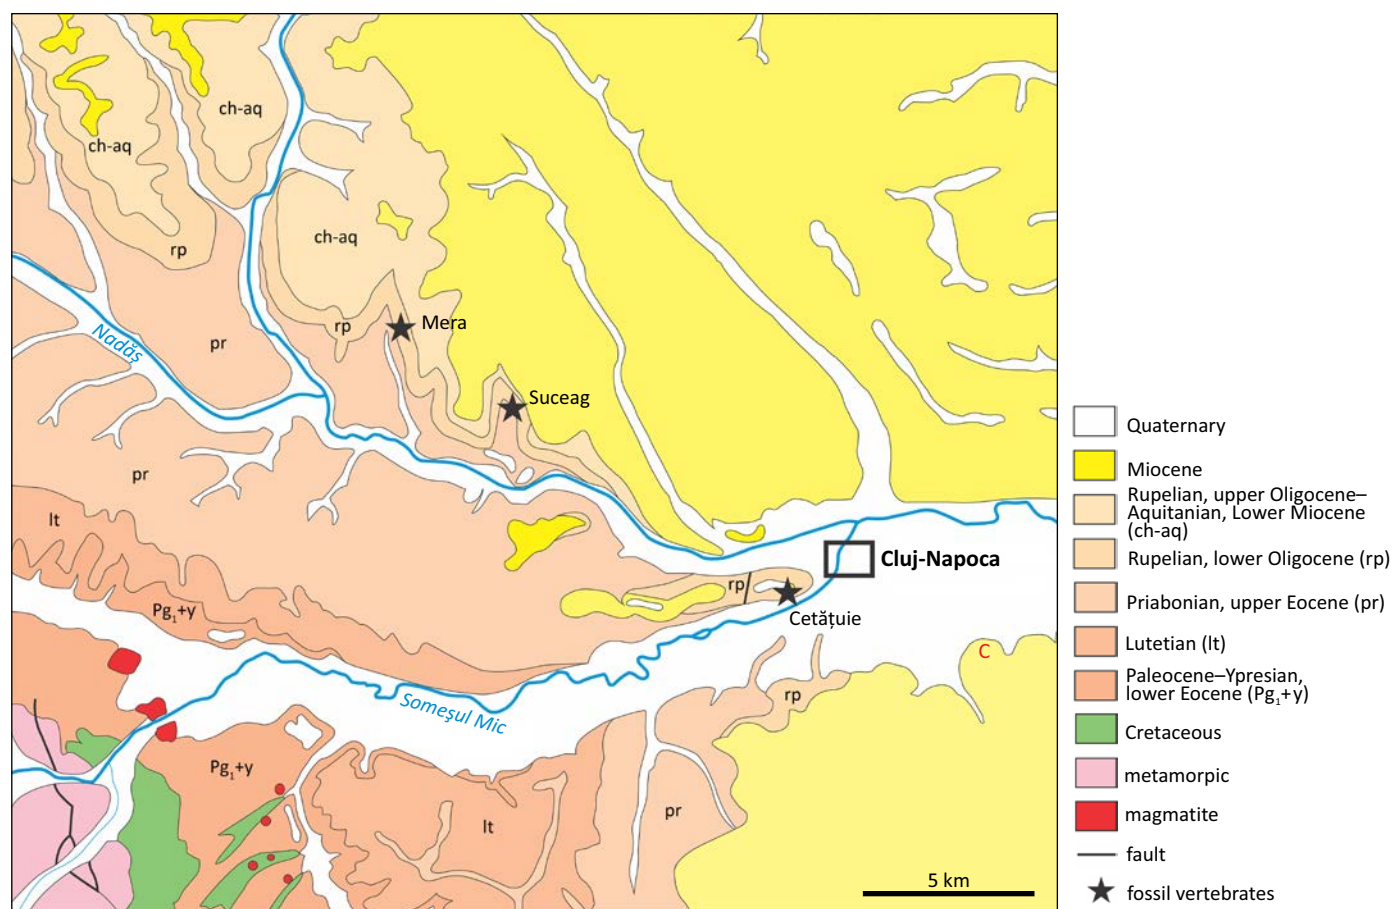 ch-aq
ch-aq
ch-aq
rp
rp
Mera
pr
Nadăș
Suceag
pr
lt
Cluj-Napoca
rp
Pg1+y
Cetățuie
C
rp
Someșul Mic
Pg1+y
pr
lt
5 km
Quaternary
Miocene
Rupelian, upper Oligocene–
Aquitanian, Lower Miocene
(ch-aq)
Rupelian, lower Oligocene (rp)
Priabonian, upper Eocene (pr)
Lutetian (lt)
Paleocene–Ypresian,
lower Eocene (Pg1+y)
Cretaceous
metamorpic
magmatite
fault
fossil vertebrates